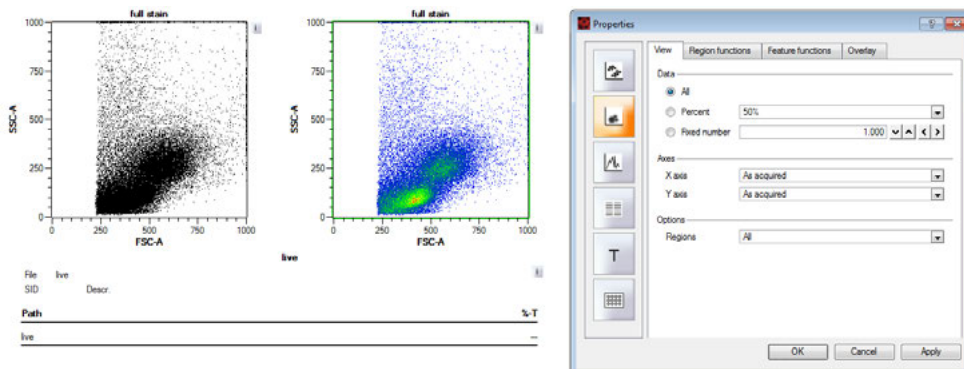 full stain
1000
750
500
250
0
SSC-A
0 250 500 750 1000
FSC-A
full stain
1000
750
500
250
0
SSC-A
0 250 500 750 1000
FSC-A
live
File live
SID Descr.
Path %-T
live --
Properties
View Region functions Feature functions Overlay
Data
All
Percent 50%
Fixed number 1.000
Axes
X axis As acquired
Y axis As acquired
Options
Regions All
T
OK Cancel Apply